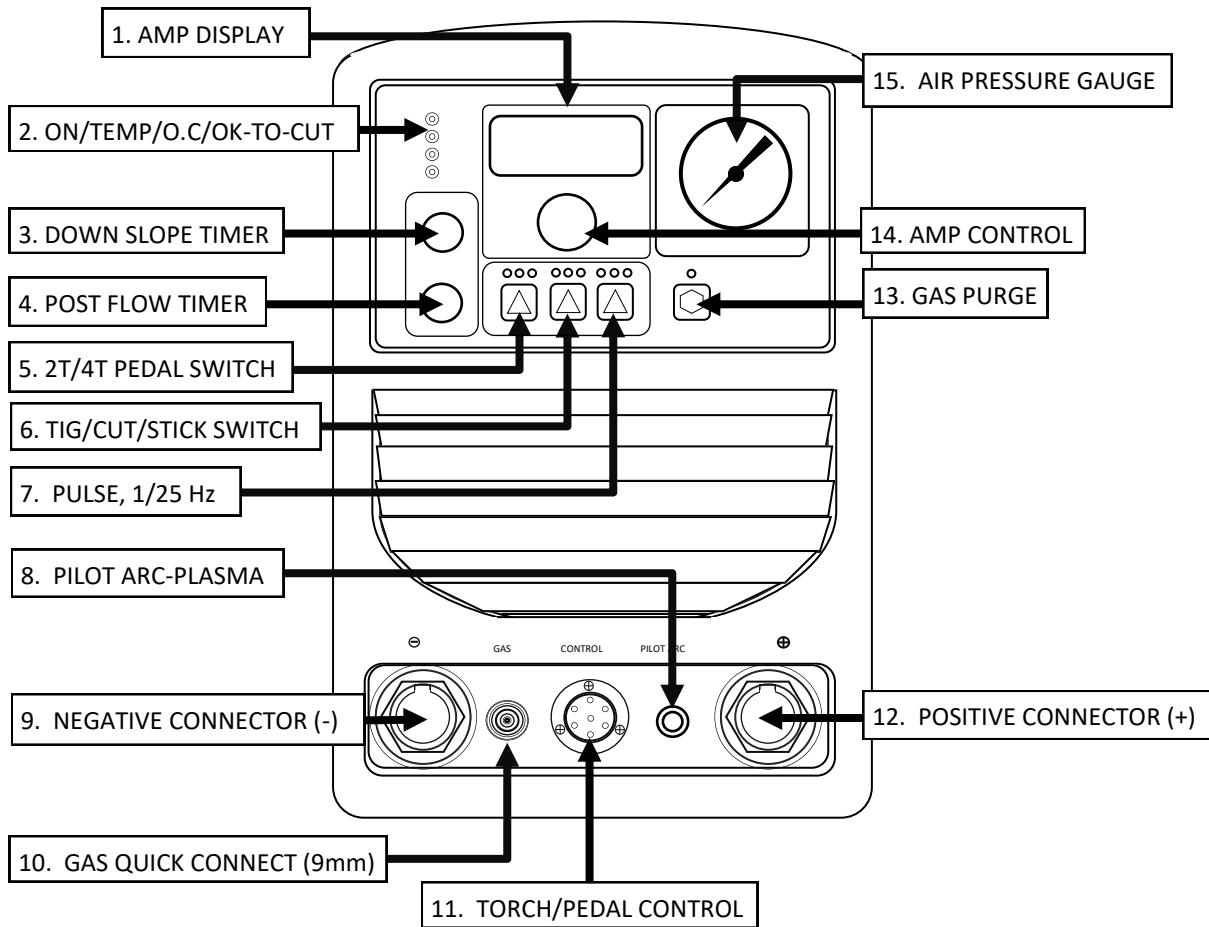 1. AMP DISPLAY
15. AIR PRESSURE GAUGE
2. ON/TEMP/O.C/OK-TO-CUT
3. DOWN SLOPE TIMER
14. AMP CONTROL
4. POST FLOW TIMER
13. GAS PURGE
5. 2T/4T PEDAL SWITCH
6. TIG/CUT/STICK SWITCH
7. PULSE, 1/25 Hz
8. PILOT ARC-PLASMA
⊖
GAS
CONTROL
PILOT ARC
⊕
9. NEGATIVE CONNECTOR (-)
12. POSITIVE CONNECTOR (+)
10. GAS QUICK CONNECT (9mm)
11. TORCH/PEDAL CONTROL